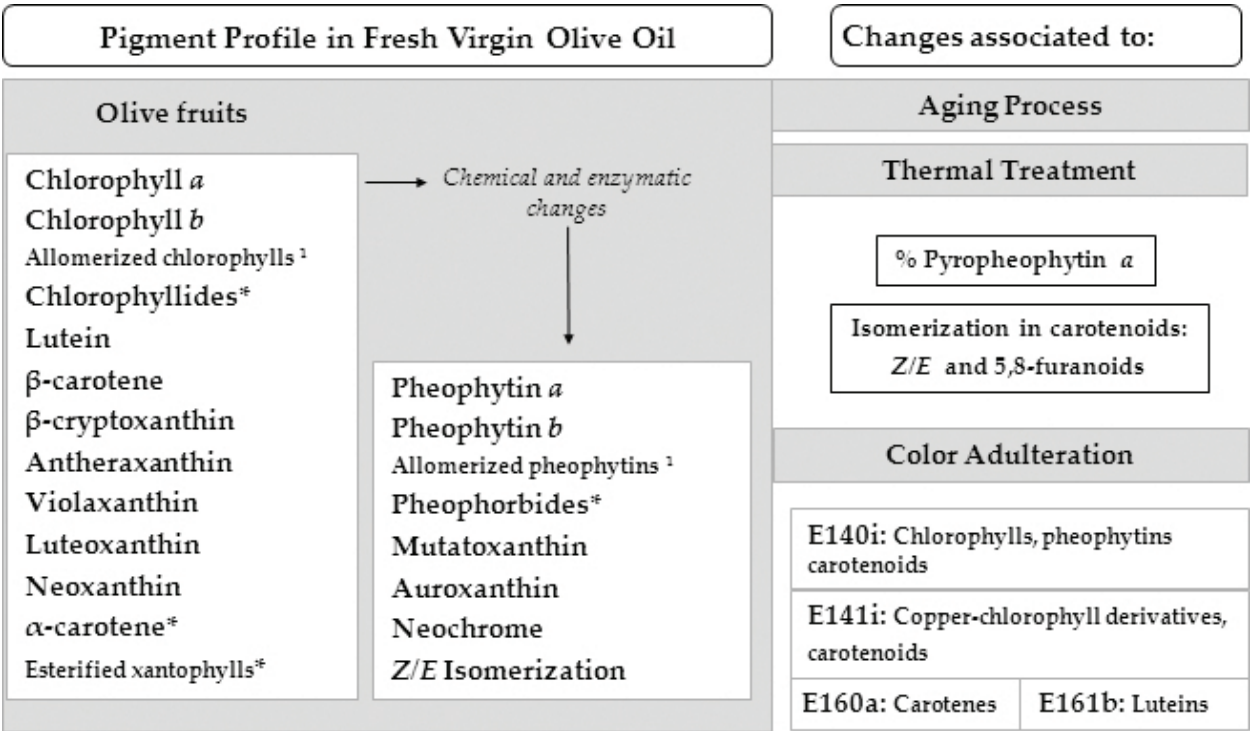 Pigment Profile in Fresh Virgin Olive Oil
Changes associated to:
Olive fruits
Chlorophyll a
Chlorophyll b
Allomerized chlorophylls ¹
Chlorophyllides*
Lutein
β-carotene
β-cryptoxanthin
Antheraxanthin
Violaxanthin
Luteoxanthin
Neoxanthin
α-carotene*
Esterified xantophylls*
Chemical and enzymatic
changes
Pheophytin a
Pheophytin b
Allomerized pheophytins ¹
Pheophorbides*
Mutatoxanthin
Auroxanthin
Neochrome
Z/E Isomerization
Aging Process
Thermal Treatment
% Pyropheophytin a
Isomerization in carotenoids:
Z/E and 5,8-furanoids
Color Adulteration
E140i: Chlorophylls, pheophytins
carotenoids
E141i: Copper-chlorophyll derivatives,
carotenoids
E160a: Carotenes
E161b: Luteins